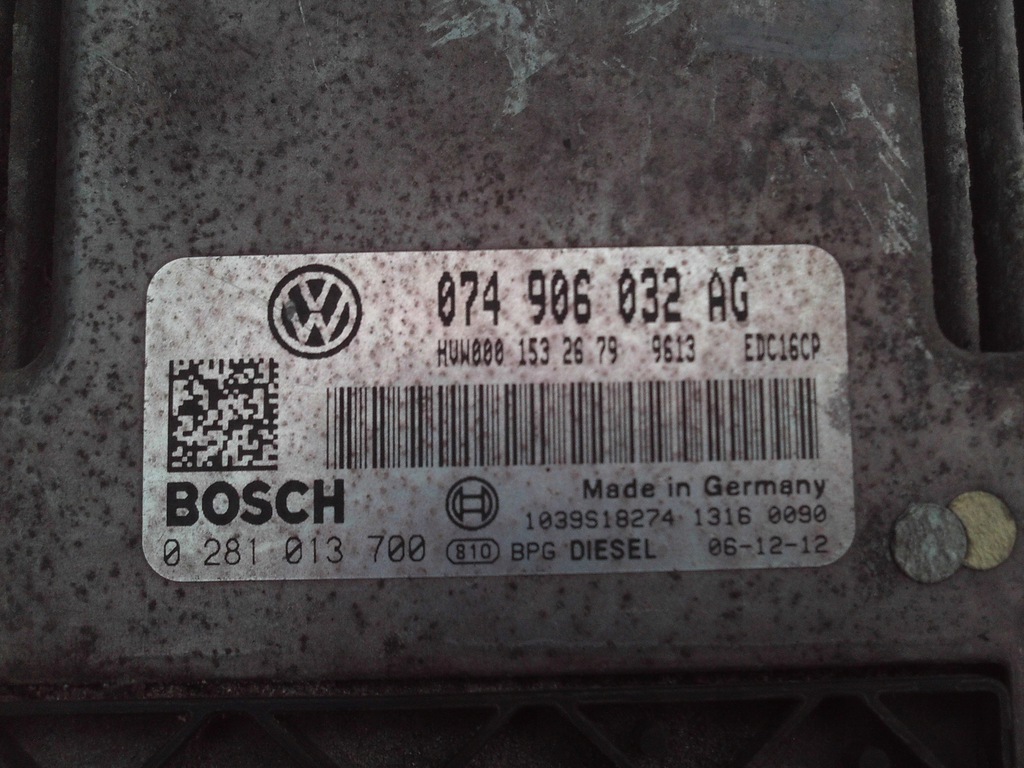 074 906 032 AG
HVW000 153 26 79 9613 EDC16CP
BOSCH
Made in Germany
1039S18274 1316 0090
0 281 013 700 810 BPG DIESEL 06-12-12